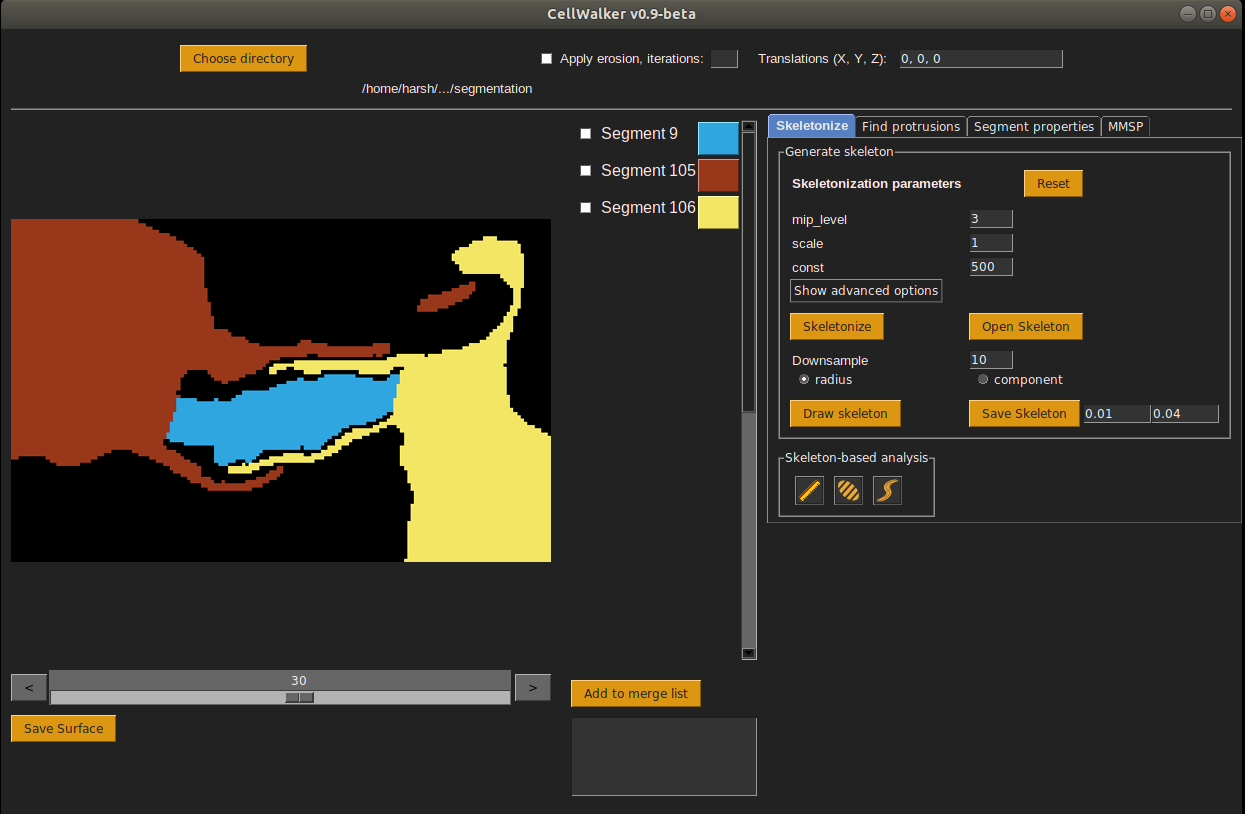 CellWalker v0.9-beta
Choose directory
Apply erosion, iterations:
Translations (X, Y, Z): 0, 0, 0
/home/harsh/.../segmentation
Segment 9
Segment 105
Segment 106
Skeletonize Find protrusions Segment properties MMSP
Generate skeleton
Skeletonization parameters Reset
mip_level 3
scale 1
const 500
Show advanced options
Skeletonize Open Skeleton
Downsample 10
radius component
Draw skeleton Save Skeleton 0.01 0.04
Skeleton-based analysis
< 30 >
Save Surface
Add to merge list